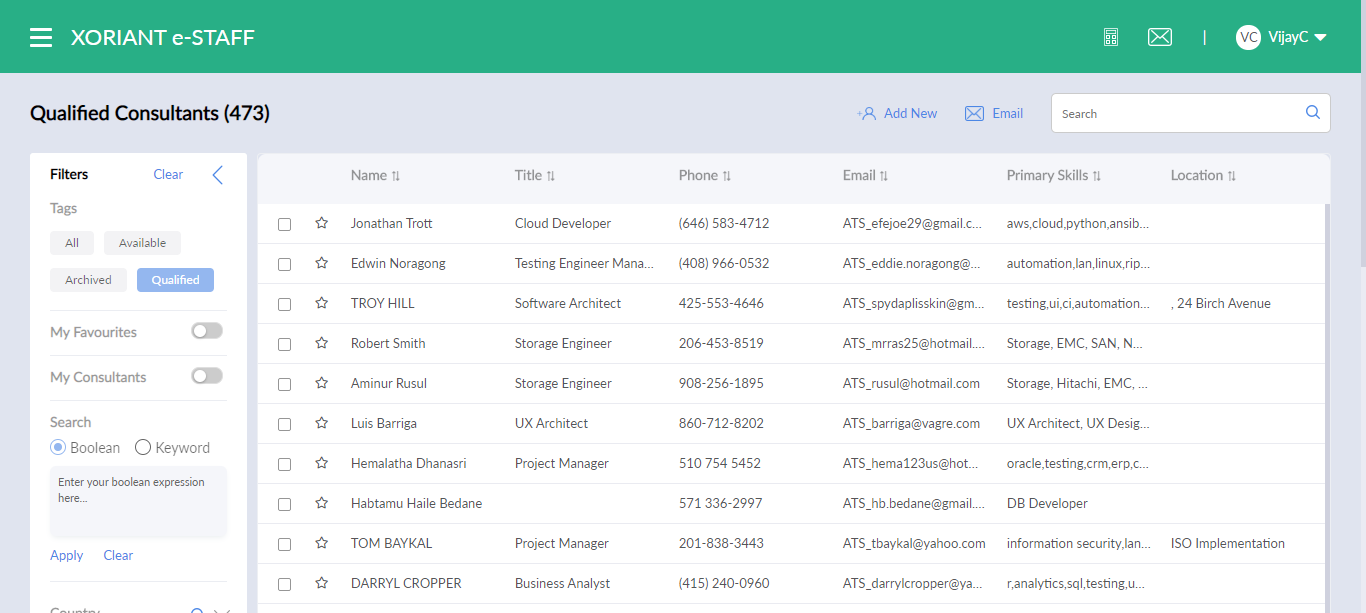 XORIANT e-STAFF
VC VijayC
Qualified Consultants (473)
Add New Email Search
Filters Clear
Tags
All Available
Archived Qualified
My Favourites
My Consultants
Search
Boolean Keyword
Enter your boolean expression
here...
Apply Clear
Country
Name Title Phone Email Primary Skills Location
Jonathan Trott Cloud Developer (646) 583-4712 ATS_efejoe29@gmail.c... aws,cloud,python,ansib...
Edwin Noragong Testing Engineer Mana... (408) 966-0532 ATS_eddie.noragong@... automation,lan,linux,rip...
TROY HILL Software Architect 425-553-4646 ATS_spydaplisskin@gm... testing,ui,ci,automation... , 24 Birch Avenue
Robert Smith Storage Engineer 206-453-8519 ATS_mrras25@hotmail.... Storage, EMC, SAN, N...
Aminur Rusul Storage Engineer 908-256-1895 ATS_rusul@hotmail.com Storage, Hitachi, EMC, ...
Luis Barriga UX Architect 860-712-8202 ATS_barriga@vagre.com UX Architect, UX Desig...
Hemalatha Dhanasri Project Manager 510 754 5452 ATS_hema123us@hot... oracle,testing,crm,erp,c...
Habtamu Haile Bedane 571 336-2997 ATS_hb.bedane@gmail.... DB Developer
TOM BAYKAL Project Manager 201-838-3443 ATS_tbaykal@yahoo.com information security,lan... ISO Implementation
DARRYL CROPPER Business Analyst (415) 240-0960 ATS_darrylcropper@ya... r,analytics,sql,testing,u...